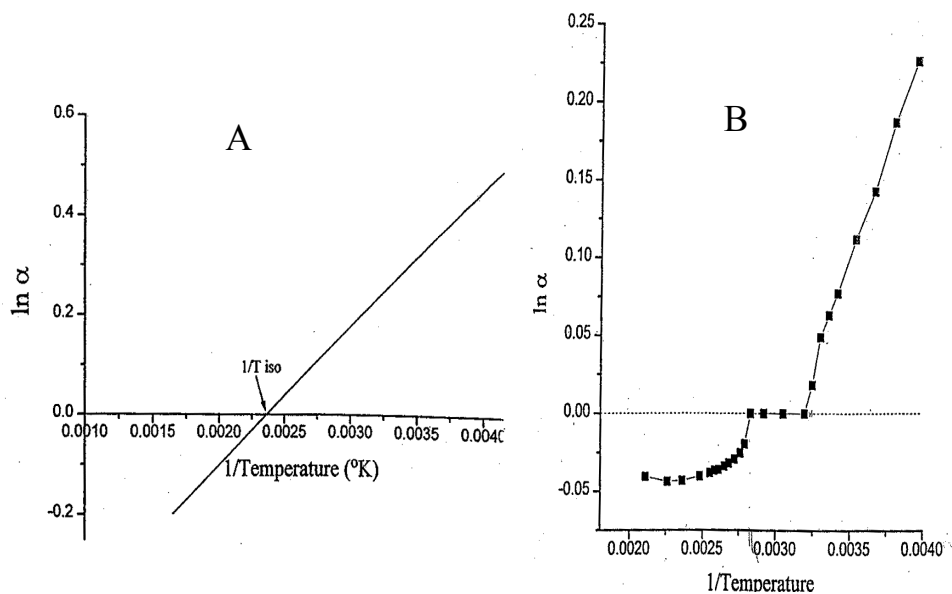 A
ln α
0.6
0.4
0.2
0.0
-0.2
1/T iso
0.0010 0.0015 0.0020 0.0025 0.0030 0.0035 0.0040
1/Temperature (°K)
B
ln α
0.25
0.20
0.15
0.10
0.05
0.00
-0.05
0.0020 0.0025 0.0030 0.0035 0.0040
1/Temperature